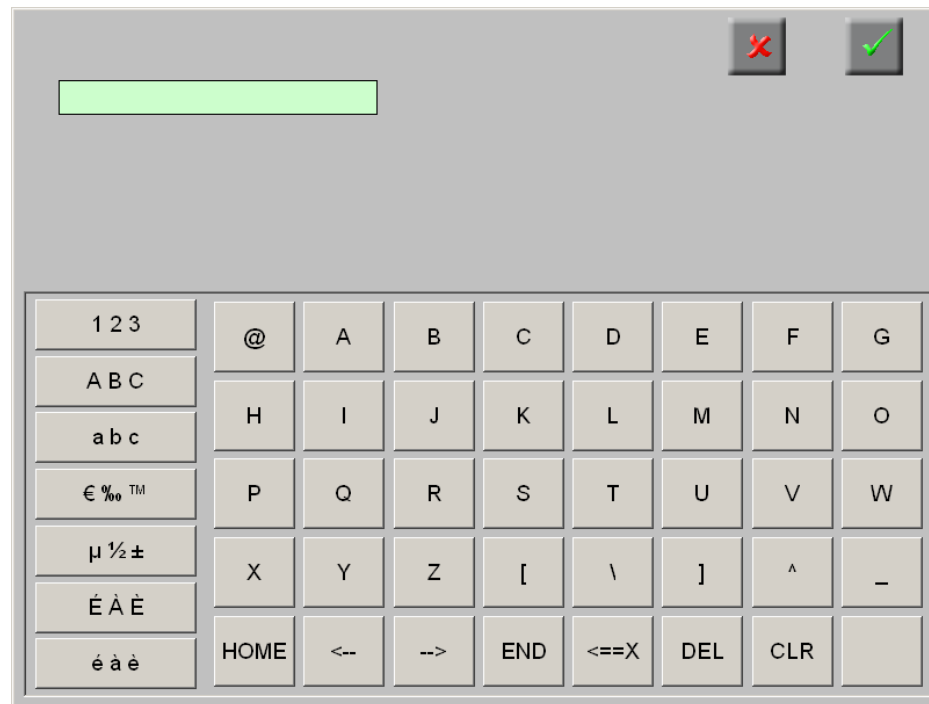 1 2 3
A B C
a b c
€ ‰ ™
µ ½ ±
É À È
é à è
@ A B C D E F G
H I J K L M N O
P Q R S T U V W
X Y Z [ \ ] ^ _
HOME <-- --> END <==X DEL CLR